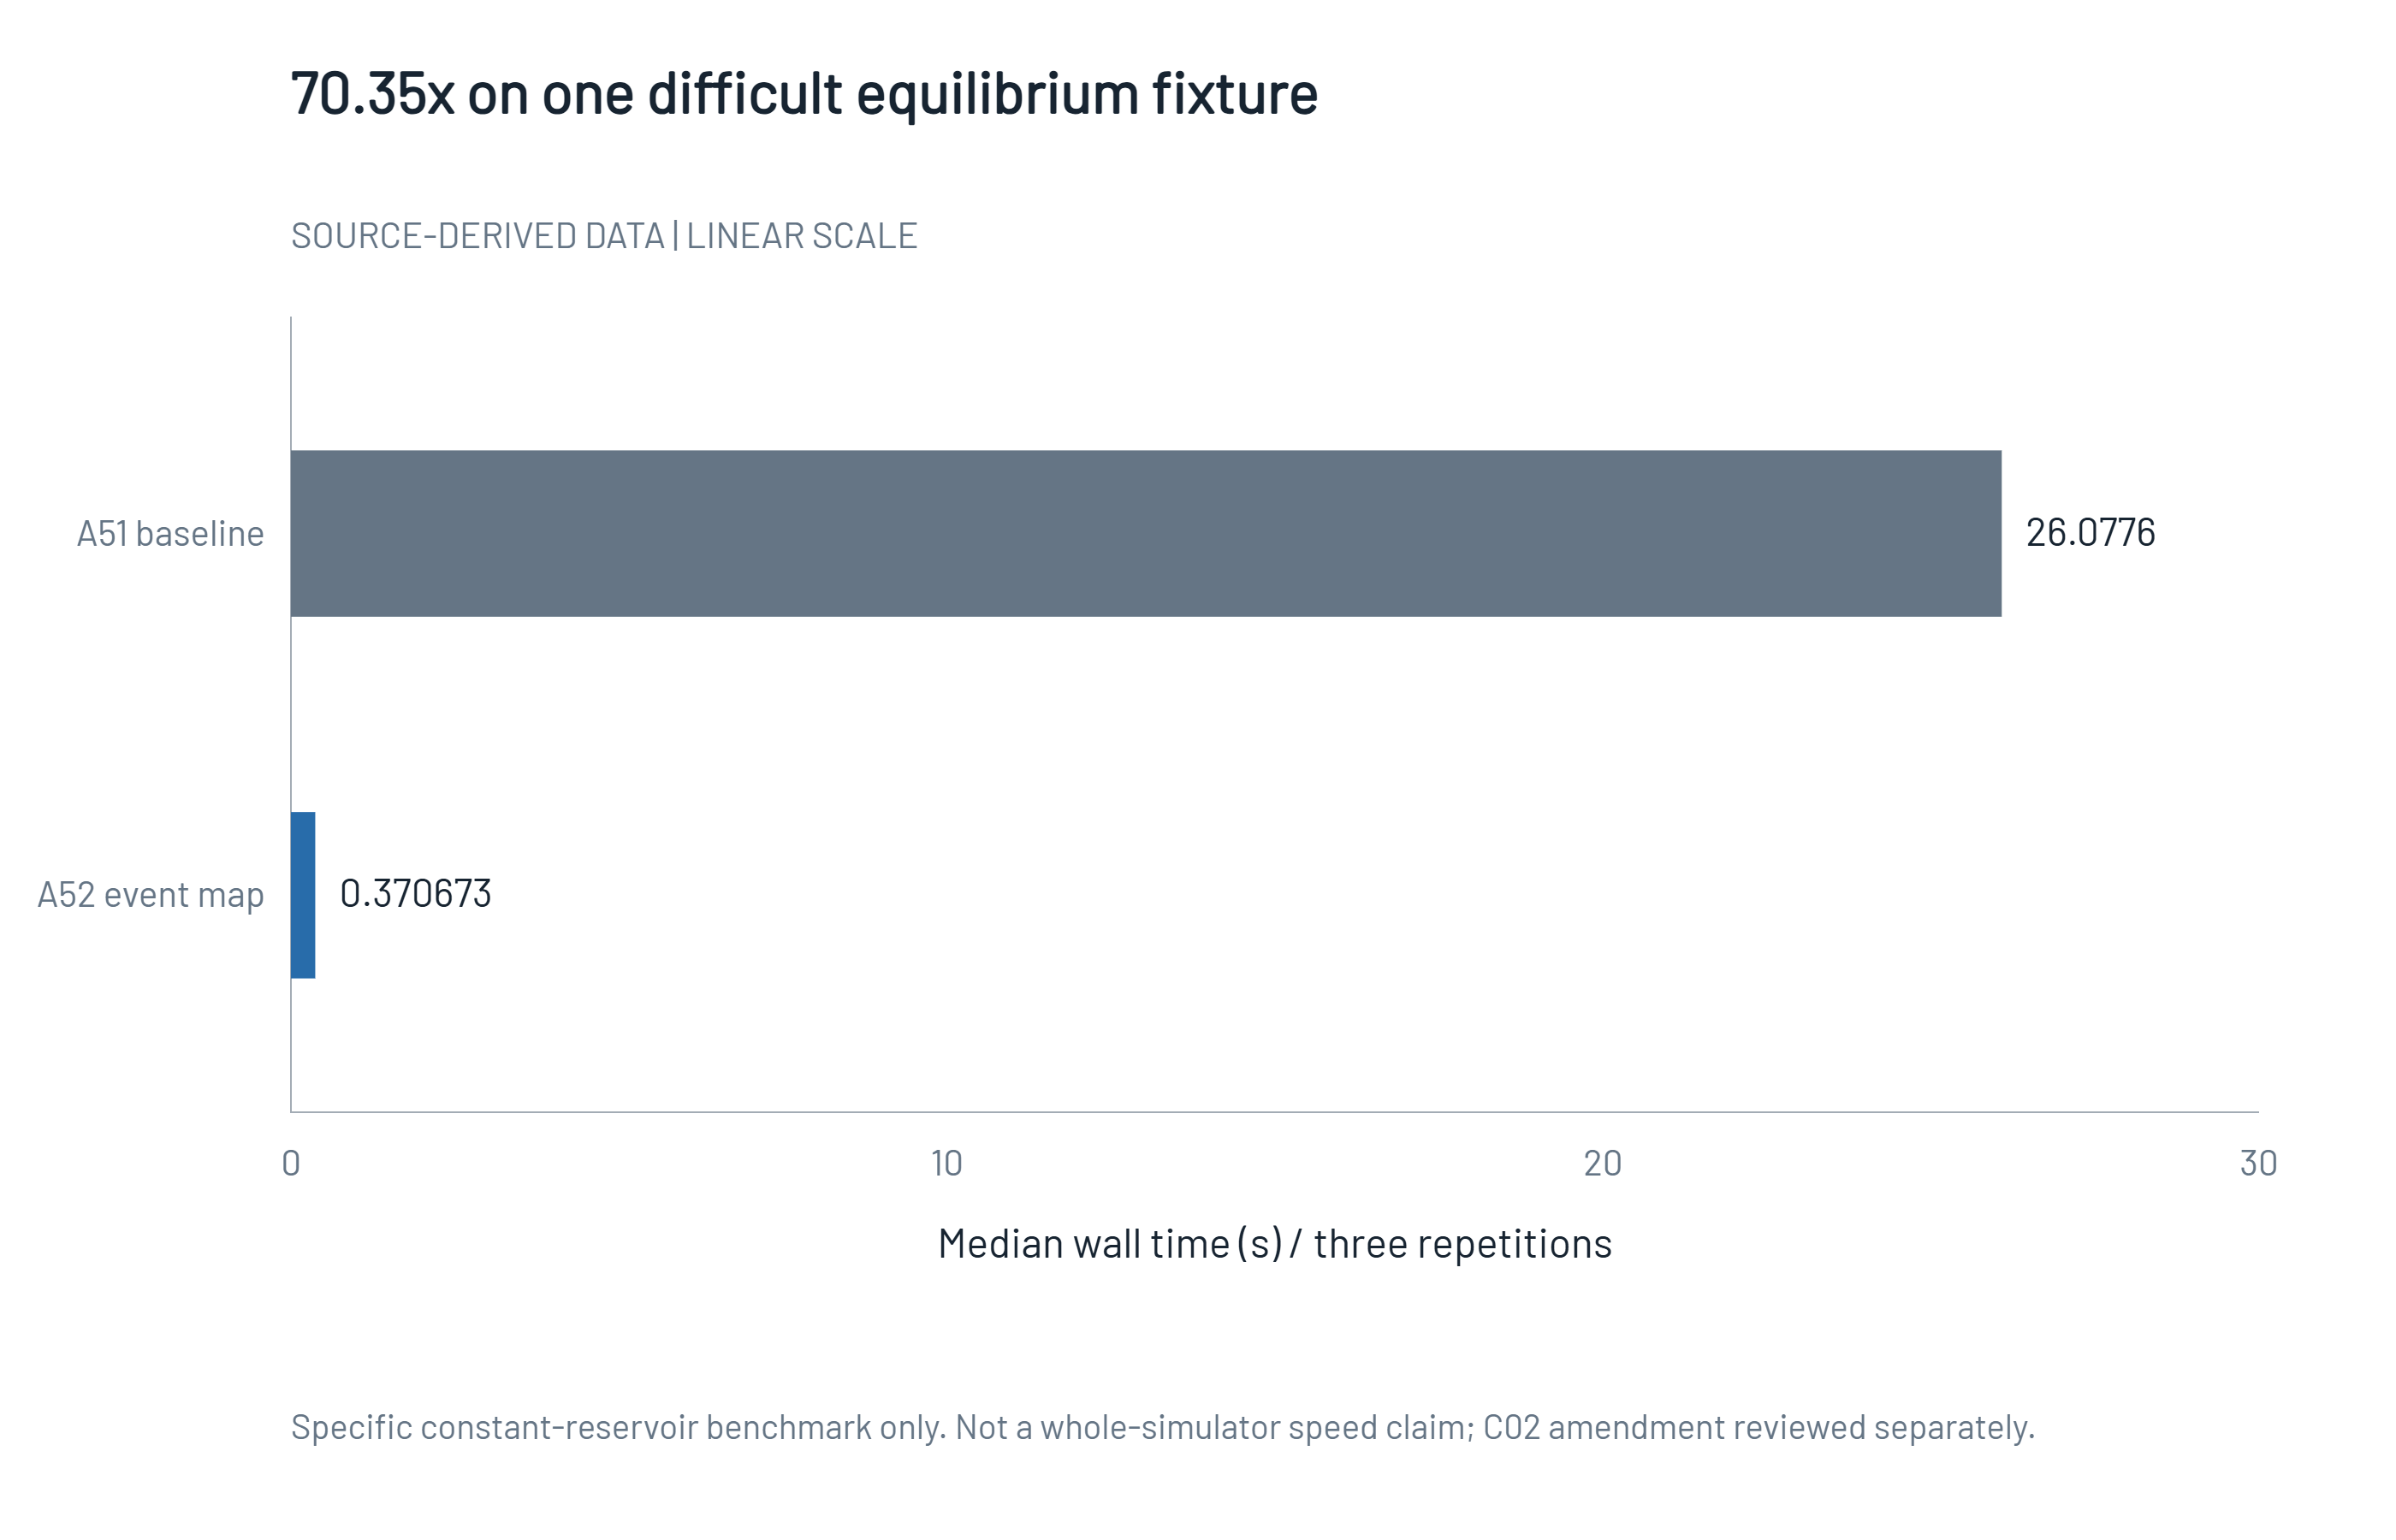 70.35x on one difficult equilibrium fixture
SOURCE-DERIVED DATA | LINEAR SCALE
A51 baseline
26.0776
A52 event map
0.370673
0 10 20 30
Median wall time (s) / three repetitions
Specific constant-reservoir benchmark only. Not a whole-simulator speed claim; C02 amendment reviewed separately.